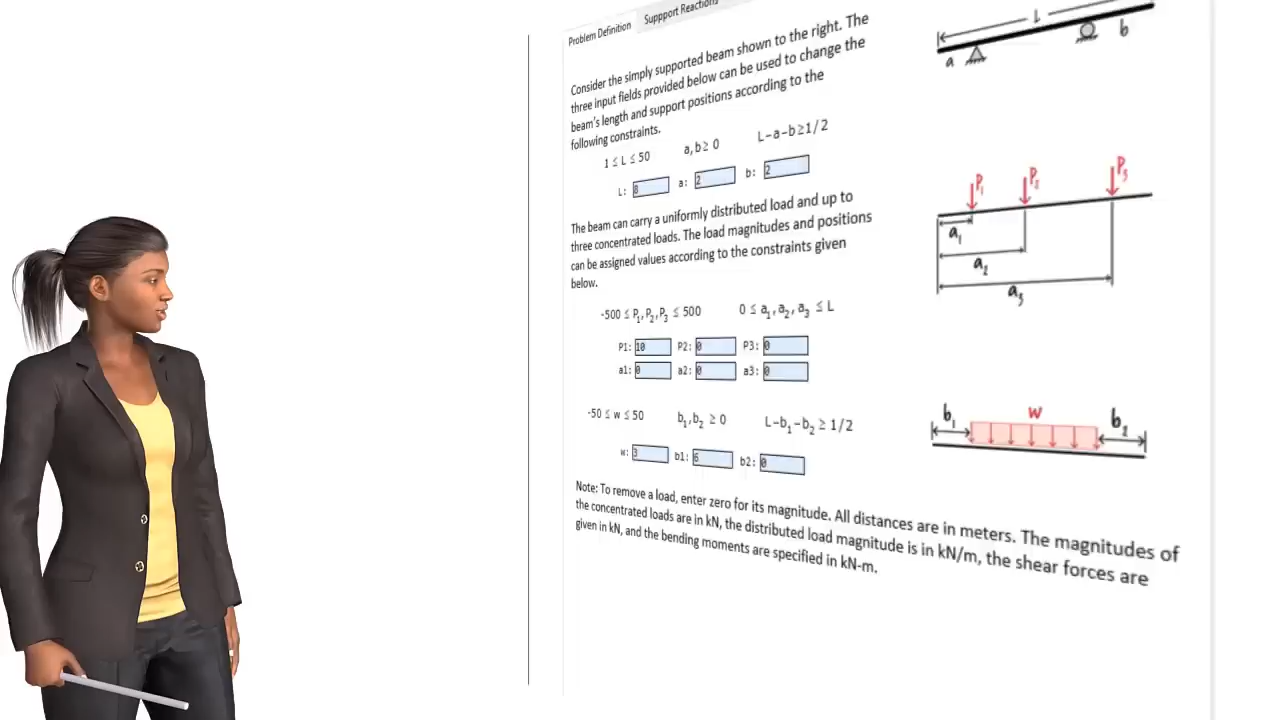 Problem Definition
Suppport Reactions
Consider the simply supported beam shown to the right. The
three input fields provided below can be used to change the
beam's length and support positions according to the
following constraints.
1 ≤ L ≤ 50 a, b ≥ 0 L-a-b≥1/2
L: 8 a: 2 b: 2
The beam can carry a uniformly distributed load and up to
three concentrated loads. The load magnitudes and positions
can be assigned values according to the constraints given
below.
-500 ≤ P₁, P₂, P₃ ≤ 500 0 ≤ a₁, a₂, a₃ ≤ L
P1: 10 P2: 0 P3: 0
a1: 0 a2: 0 a3: 0
-50 ≤ w ≤ 50 b₁, b₂ ≥ 0 L-b₁-b₂ ≥ 1/2
w: 3 b1: 6 b2: 0
Note: To remove a load, enter zero for its magnitude. All distances are in meters. The magnitudes of
the concentrated loads are in kN, the distributed load magnitude is in kN/m, the shear forces are
given in kN, and the bending moments are specified in kN-m.
L
a b
P₁ P₂ P₃
a₁
a₂
a₃
b₁ w b₂